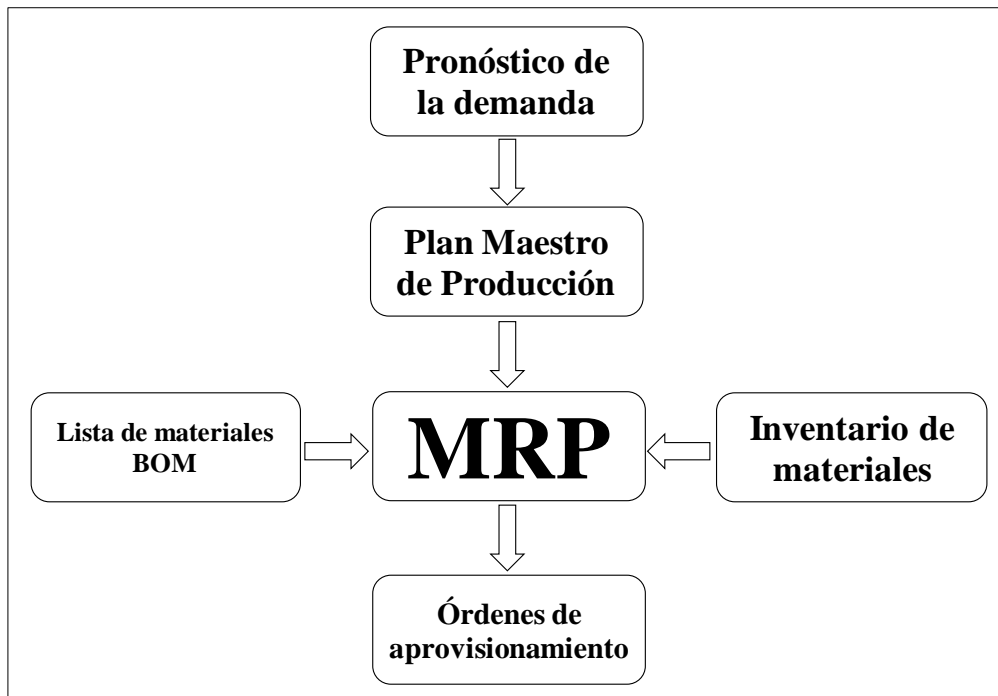 Pronóstico de
la demanda
Plan Maestro
de Producción
Lista de materiales
BOM
MRP
Inventario de
materiales
Órdenes de
aprovisionamiento